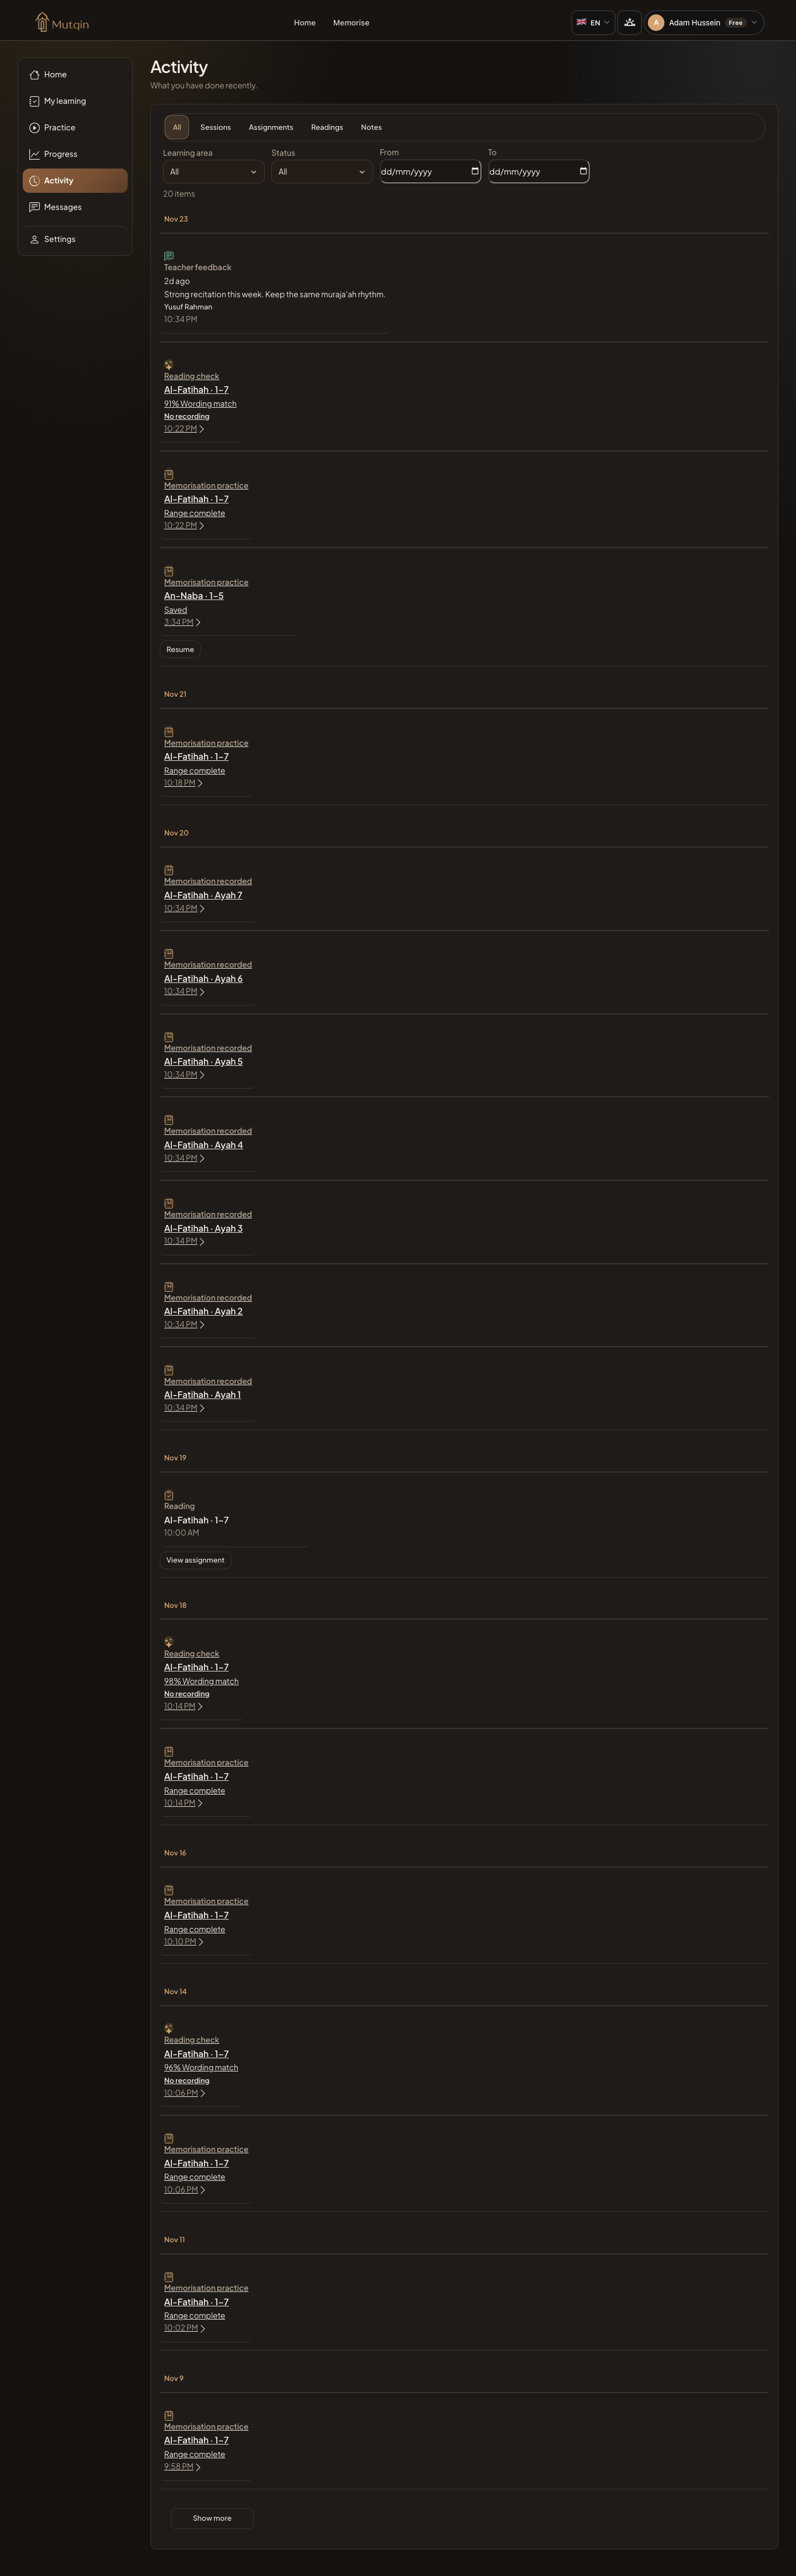 Mutqin
Home
Memorise
EN
A
Adam Hussein
Free
Home
My learning
Practice
Progress
Activity
Messages
Settings
Activity
What you have done recently.
All
Sessions
Assignments
Readings
Notes
Learning area
Status
From
To
All
All
dd/mm/yyyy
dd/mm/yyyy
20 items
Nov 23
Teacher feedback
2d ago
Strong recitation this week. Keep the same muraja'ah rhythm.
Yusuf Rahman
10:34 PM
Reading check
Al-Fatihah · 1–7
91% Wording match
No recording
10:22 PM
Memorisation practice
Al-Fatihah · 1–7
Range complete
10:22 PM
Memorisation practice
An-Naba · 1–5
Saved
3:34 PM
Resume
Nov 21
Memorisation practice
Al-Fatihah · 1–7
Range complete
10:18 PM
Nov 20
Memorisation recorded
Al-Fatihah · Ayah 7
10:34 PM
Memorisation recorded
Al-Fatihah · Ayah 6
10:34 PM
Memorisation recorded
Al-Fatihah · Ayah 5
10:34 PM
Memorisation recorded
Al-Fatihah · Ayah 4
10:34 PM
Memorisation recorded
Al-Fatihah · Ayah 3
10:34 PM
Memorisation recorded
Al-Fatihah · Ayah 2
10:34 PM
Memorisation recorded
Al-Fatihah · Ayah 1
10:34 PM
Nov 19
Reading
Al-Fatihah · 1–7
10:00 AM
View assignment
Nov 18
Reading check
Al-Fatihah · 1–7
98% Wording match
No recording
10:14 PM
Memorisation practice
Al-Fatihah · 1–7
Range complete
10:14 PM
Nov 16
Memorisation practice
Al-Fatihah · 1–7
Range complete
10:10 PM
Nov 14
Reading check
Al-Fatihah · 1–7
96% Wording match
No recording
10:06 PM
Memorisation practice
Al-Fatihah · 1–7
Range complete
10:06 PM
Nov 11
Memorisation practice
Al-Fatihah · 1–7
Range complete
10:02 PM
Nov 9
Memorisation practice
Al-Fatihah · 1–7
Range complete
9:58 PM
Show more